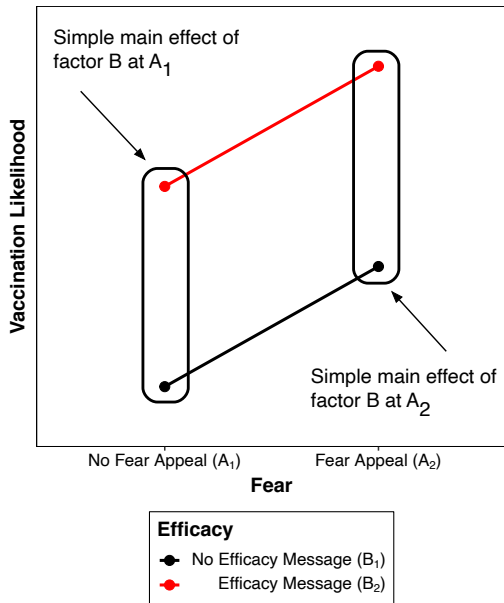 Simple main effect of
factor B at A₁
Vaccination Likelihood
Simple main effect of
factor B at A₂
No Fear Appeal (A₁)
Fear Appeal (A₂)
Fear
Efficacy
No Efficacy Message (B₁)
Efficacy Message (B₂)